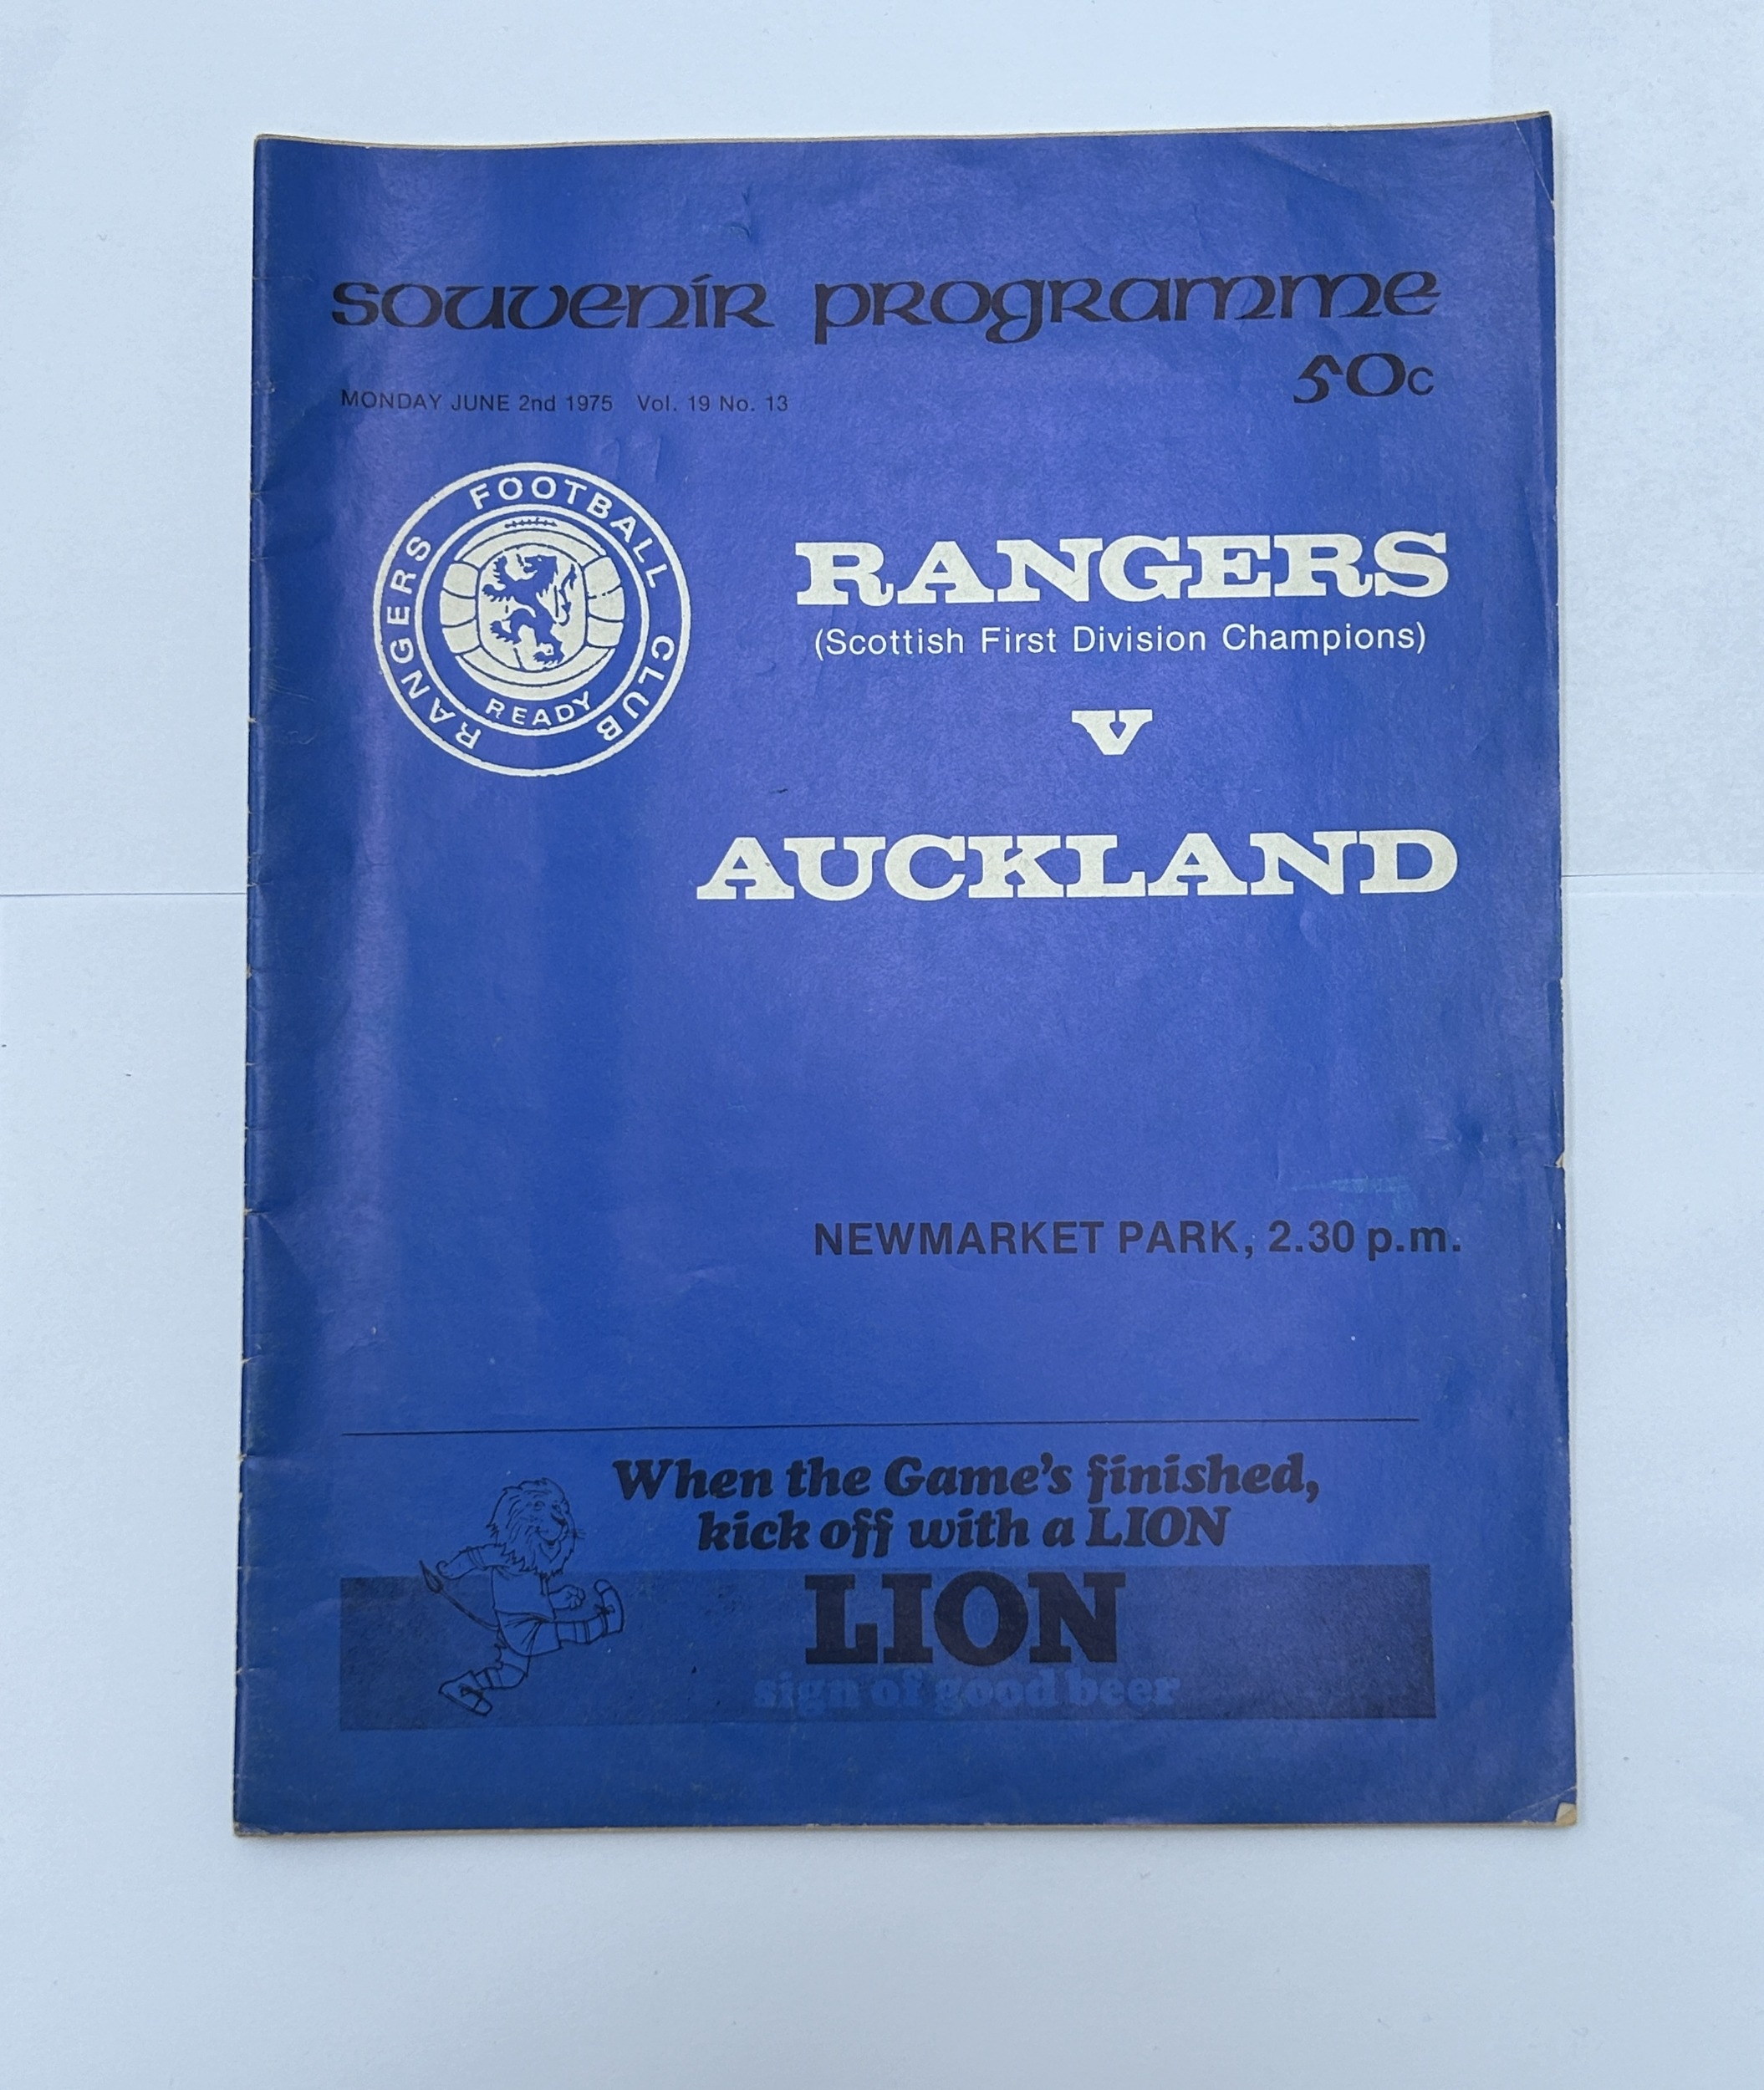 souvenir programme
50c
MONDAY JUNE 2nd 1975 Vol. 19 No. 13
RANGERS FOOTBALL CLUB
READY
RANGERS
(Scottish First Division Champions)
v
AUCKLAND
NEWMARKET PARK, 2.30 p.m.
When the Game's finished,
kick off with a LION
LION
sign of good beer